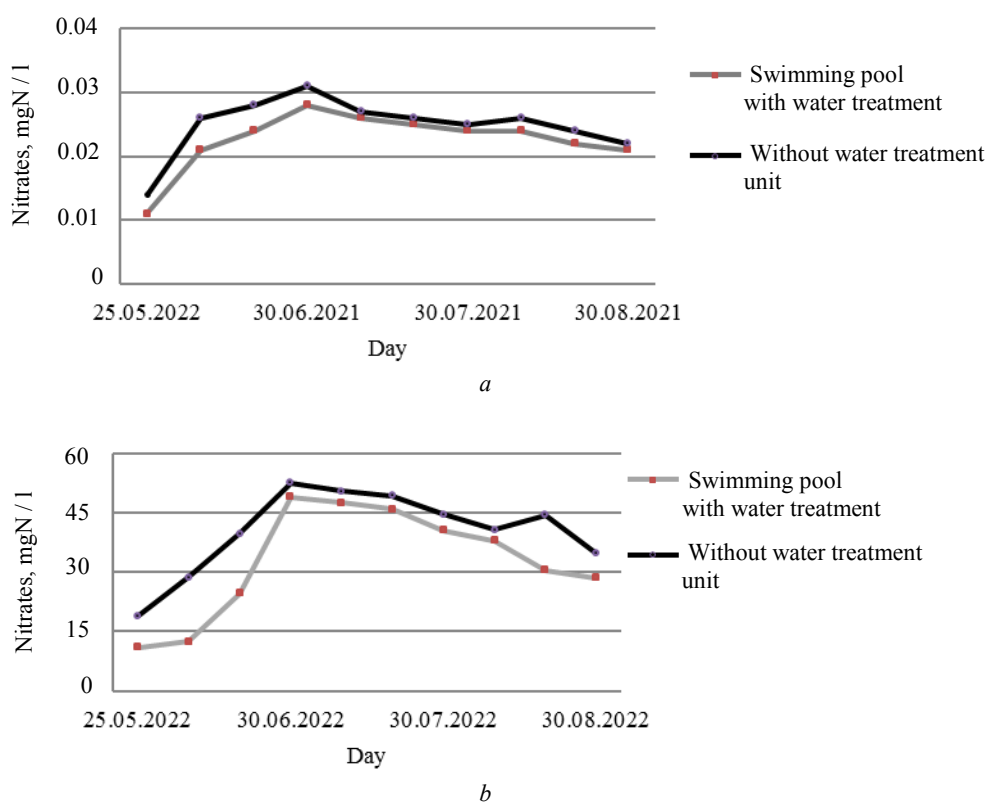 0.04
0.03
0.02
0.01
0
Nitrates, mgN / l
25.05.2022 30.06.2021 30.07.2021 30.08.2021
Day
Swimming pool
with water treatment
Without water treatment
unit
a
60
45
30
15
0
Nitrates, mgN / l
25.05.2022 30.06.2022 30.07.2022 30.08.2022
Day
Swimming pool
with water treatment
Without water treatment
unit
b